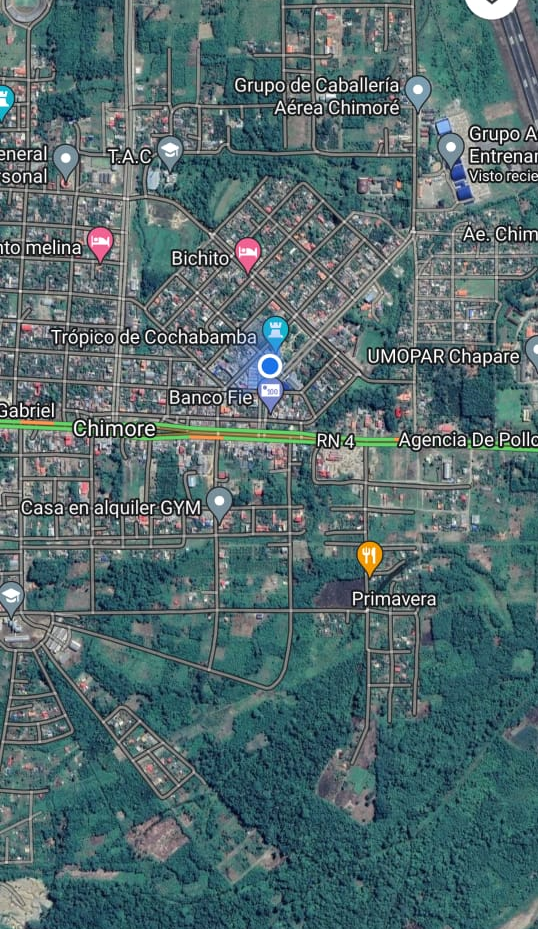 Grupo de Caballería
Aérea Chimoré
Grupo A
Entrenar
Visto recie
eneral
rsonal
T.A.C
Ae. Chim
nto melina
Bichito
Trópico de Cochabamba
UMOPAR Chapare
Banco Fie
100
Gabriel
Chimore
RN 4
Agencia De Pollo
Casa en alquiler GYM
Primavera